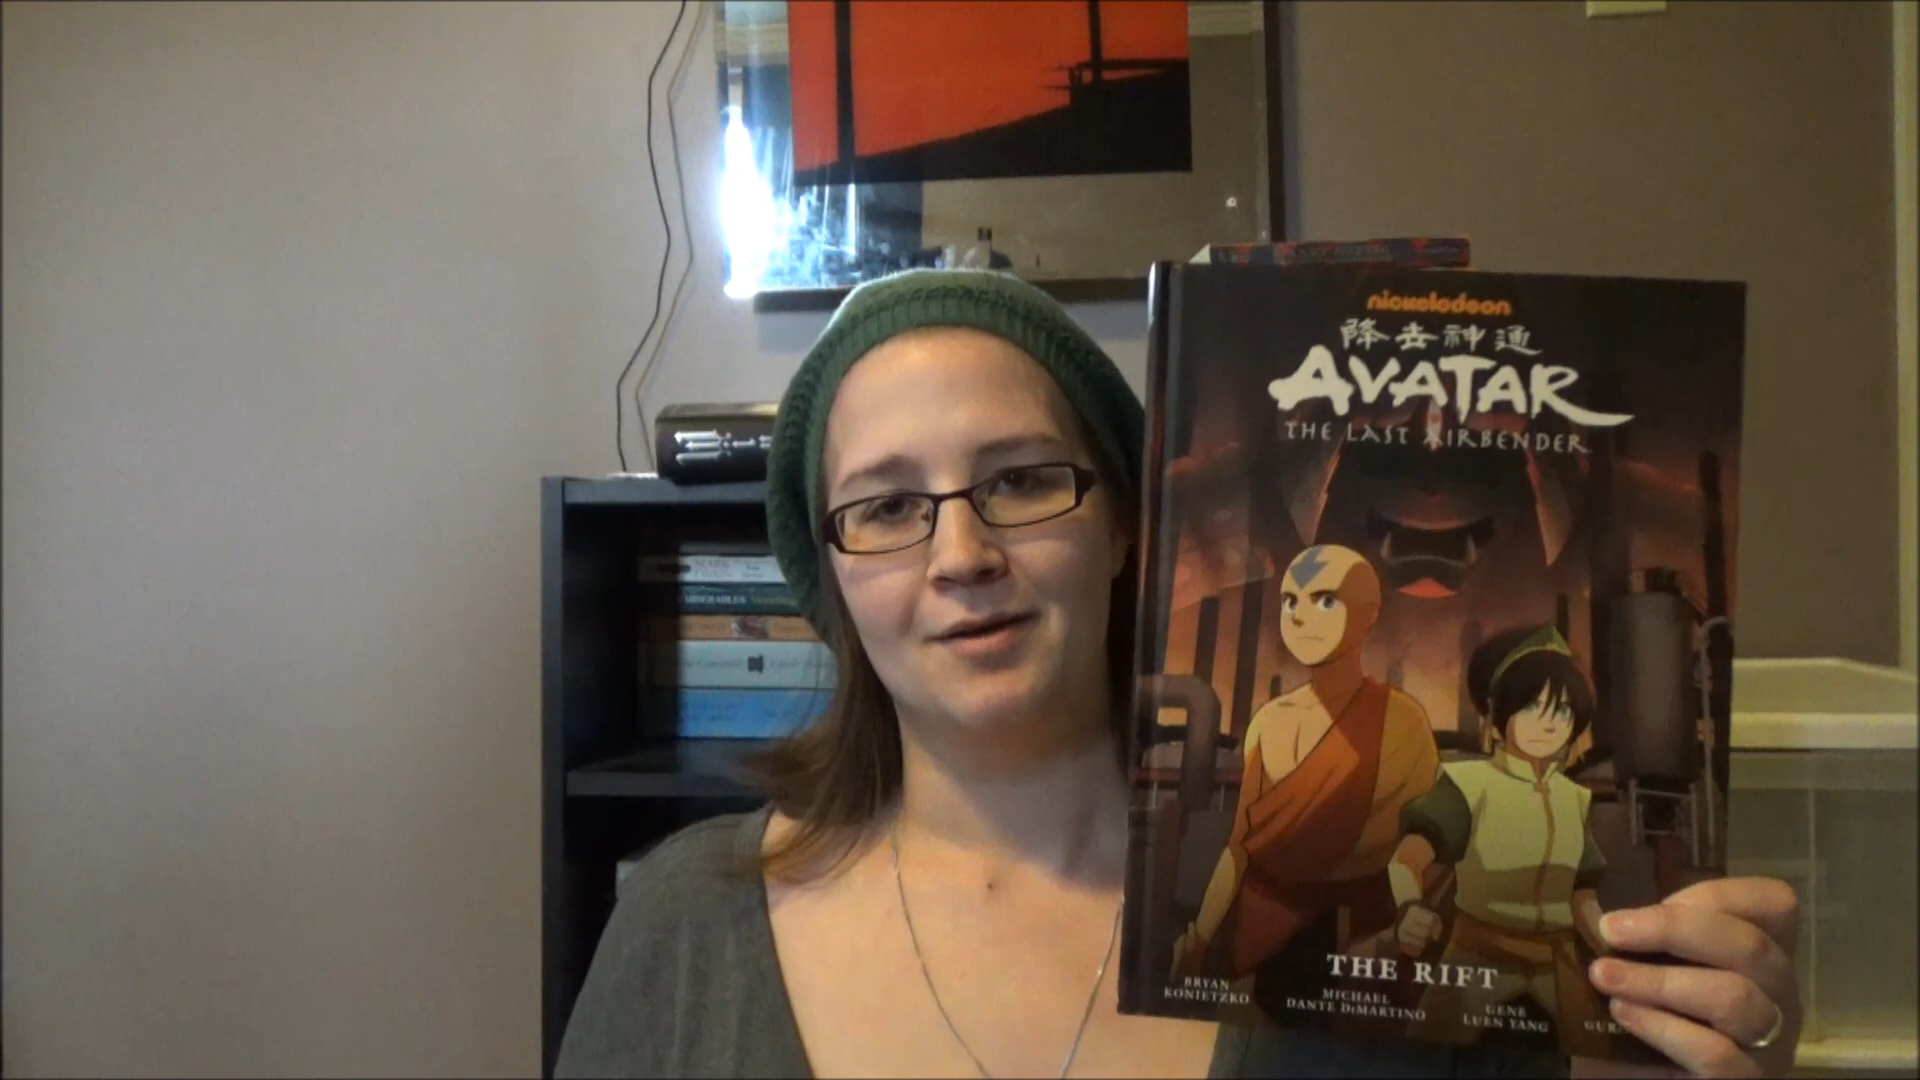 nickelodeon
降世神通
AVATAR
THE LAST AIRBENDER
THE RIFT
BRYAN
KONIETZKO
MICHAEL
DANTE DiMARTINO
GENE
LUEN YANG
MISERABLES